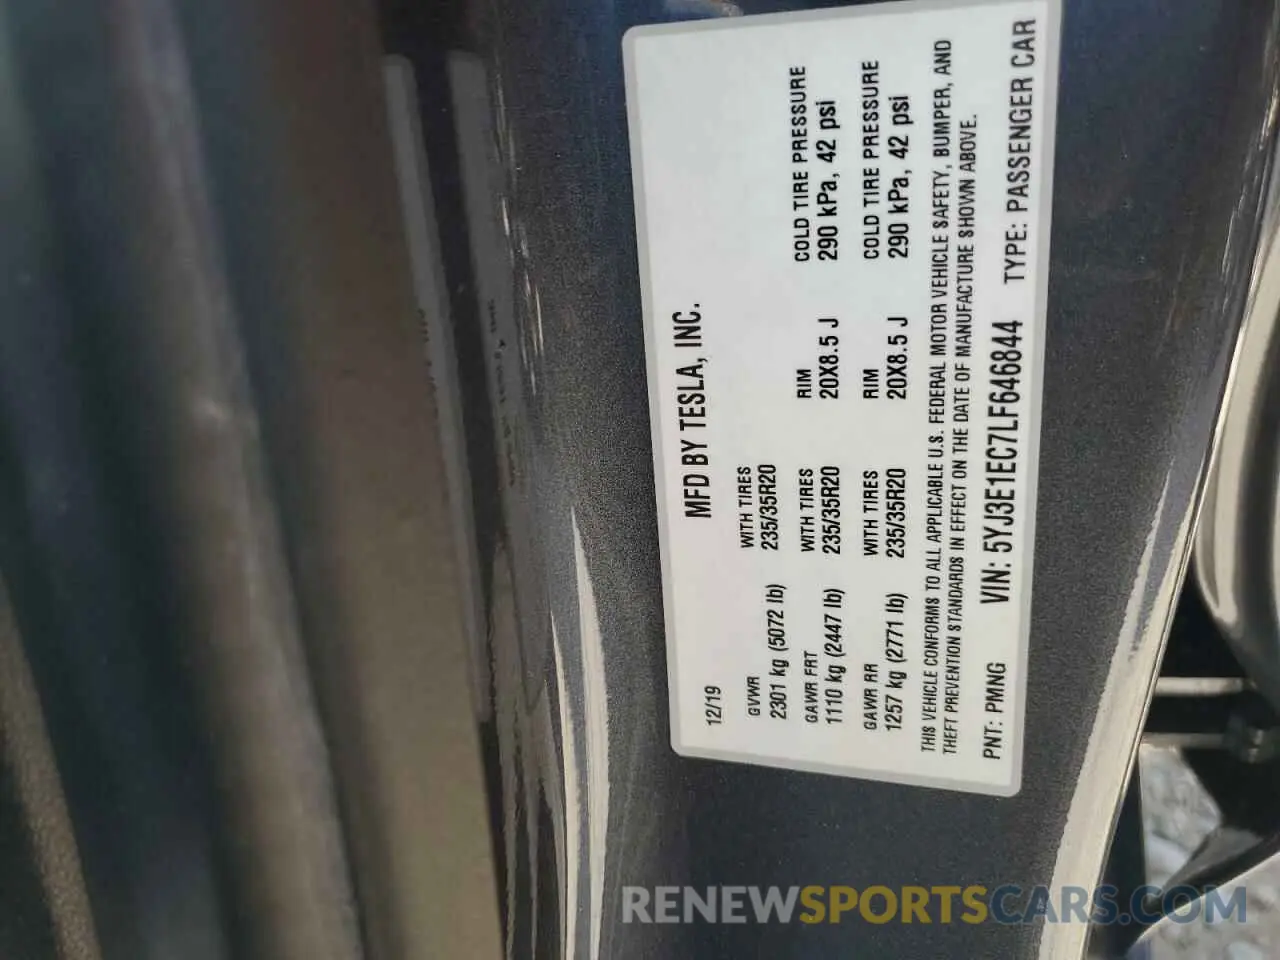 MFD BY TESLA, INC.
12/19
GVWR
2301 kg (5072 lb)
WITH TIRES
235/35R20
GAWR FRT
1110 kg (2447 lb)
WITH TIRES
235/35R20
RIM
20X8.5 J
COLD TIRE PRESSURE
290 kPa, 42 psi
GAWR RR
1257 kg (2771 lb)
WITH TIRES
235/35R20
RIM
20X8.5 J
COLD TIRE PRESSURE
290 kPa, 42 psi
THIS VEHICLE CONFORMS TO ALL APPLICABLE U.S. FEDERAL MOTOR VEHICLE SAFETY, BUMPER, AND
THEFT PREVENTION STANDARDS IN EFFECT ON THE DATE OF MANUFACTURE SHOWN ABOVE.
PNT: PMNG VIN: 5YJ3E1EC7LF646844 TYPE: PASSENGER CAR
RENEWSPORTSCARS.COM